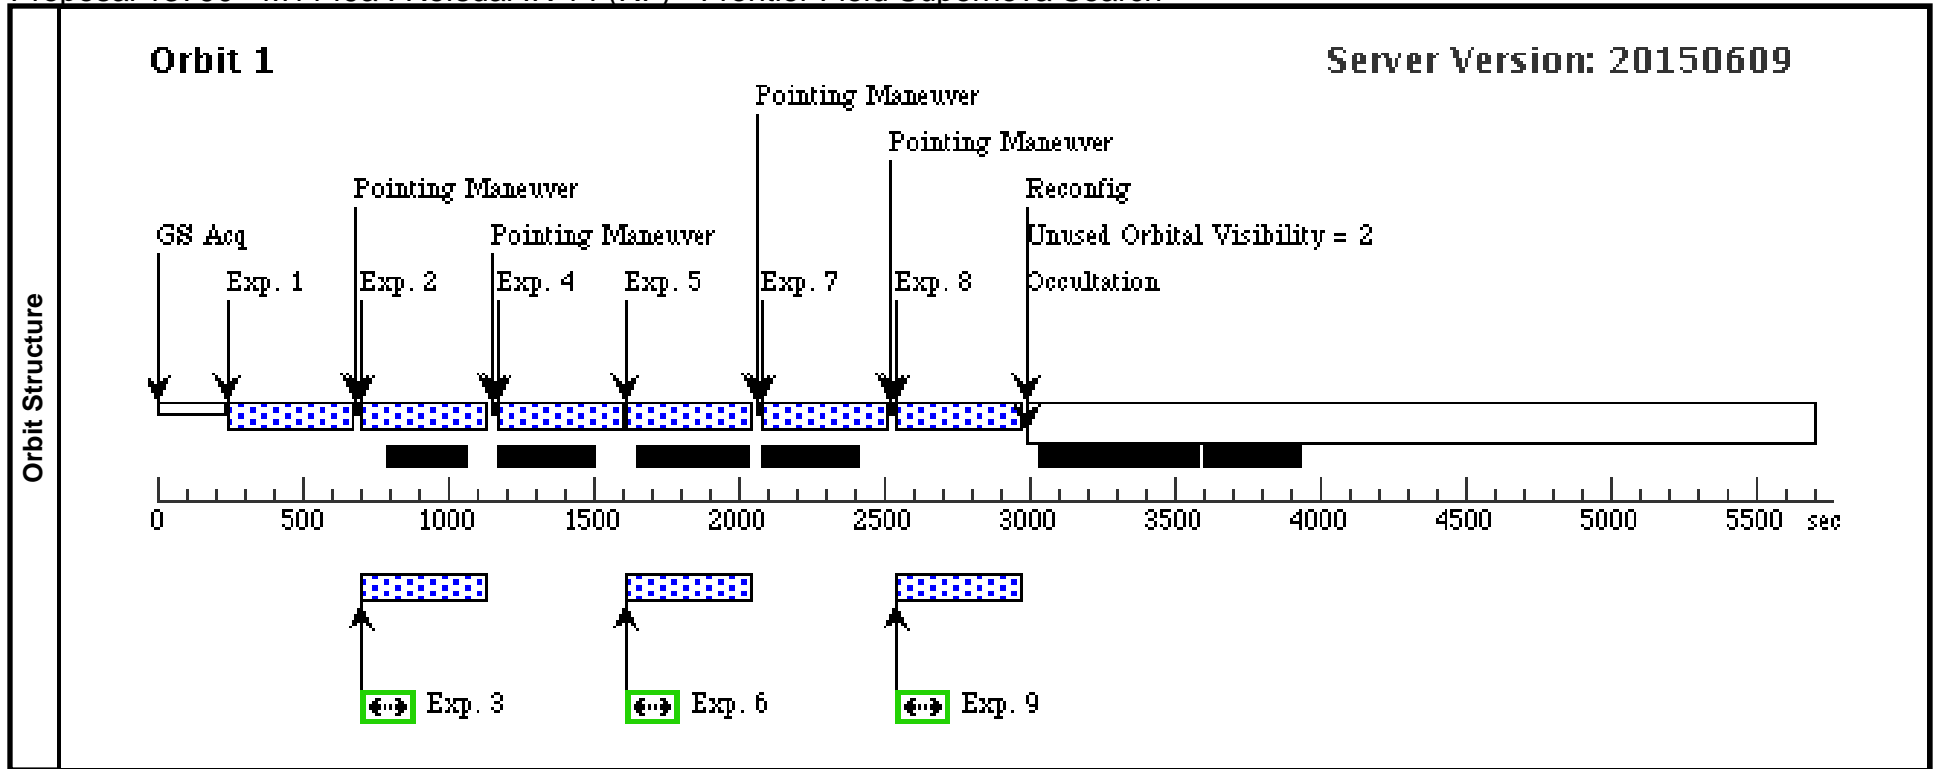 Orbit 1
Server Version: 20150609
Pointing Maneuver
Pointing Maneuver
Pointing Maneuver
Reconfig
GS Acq
Pointing Maneuver
Unused Orbital Visibility = 2
Exp. 1
Exp. 2
Exp. 4
Exp. 5
Exp. 7
Exp. 8
Occultation
Orbit Structure
0 500 1000 1500 2000 2500 3000 3500 4000 4500 5000 5500 sec
Exp. 3
Exp. 6
Exp. 9